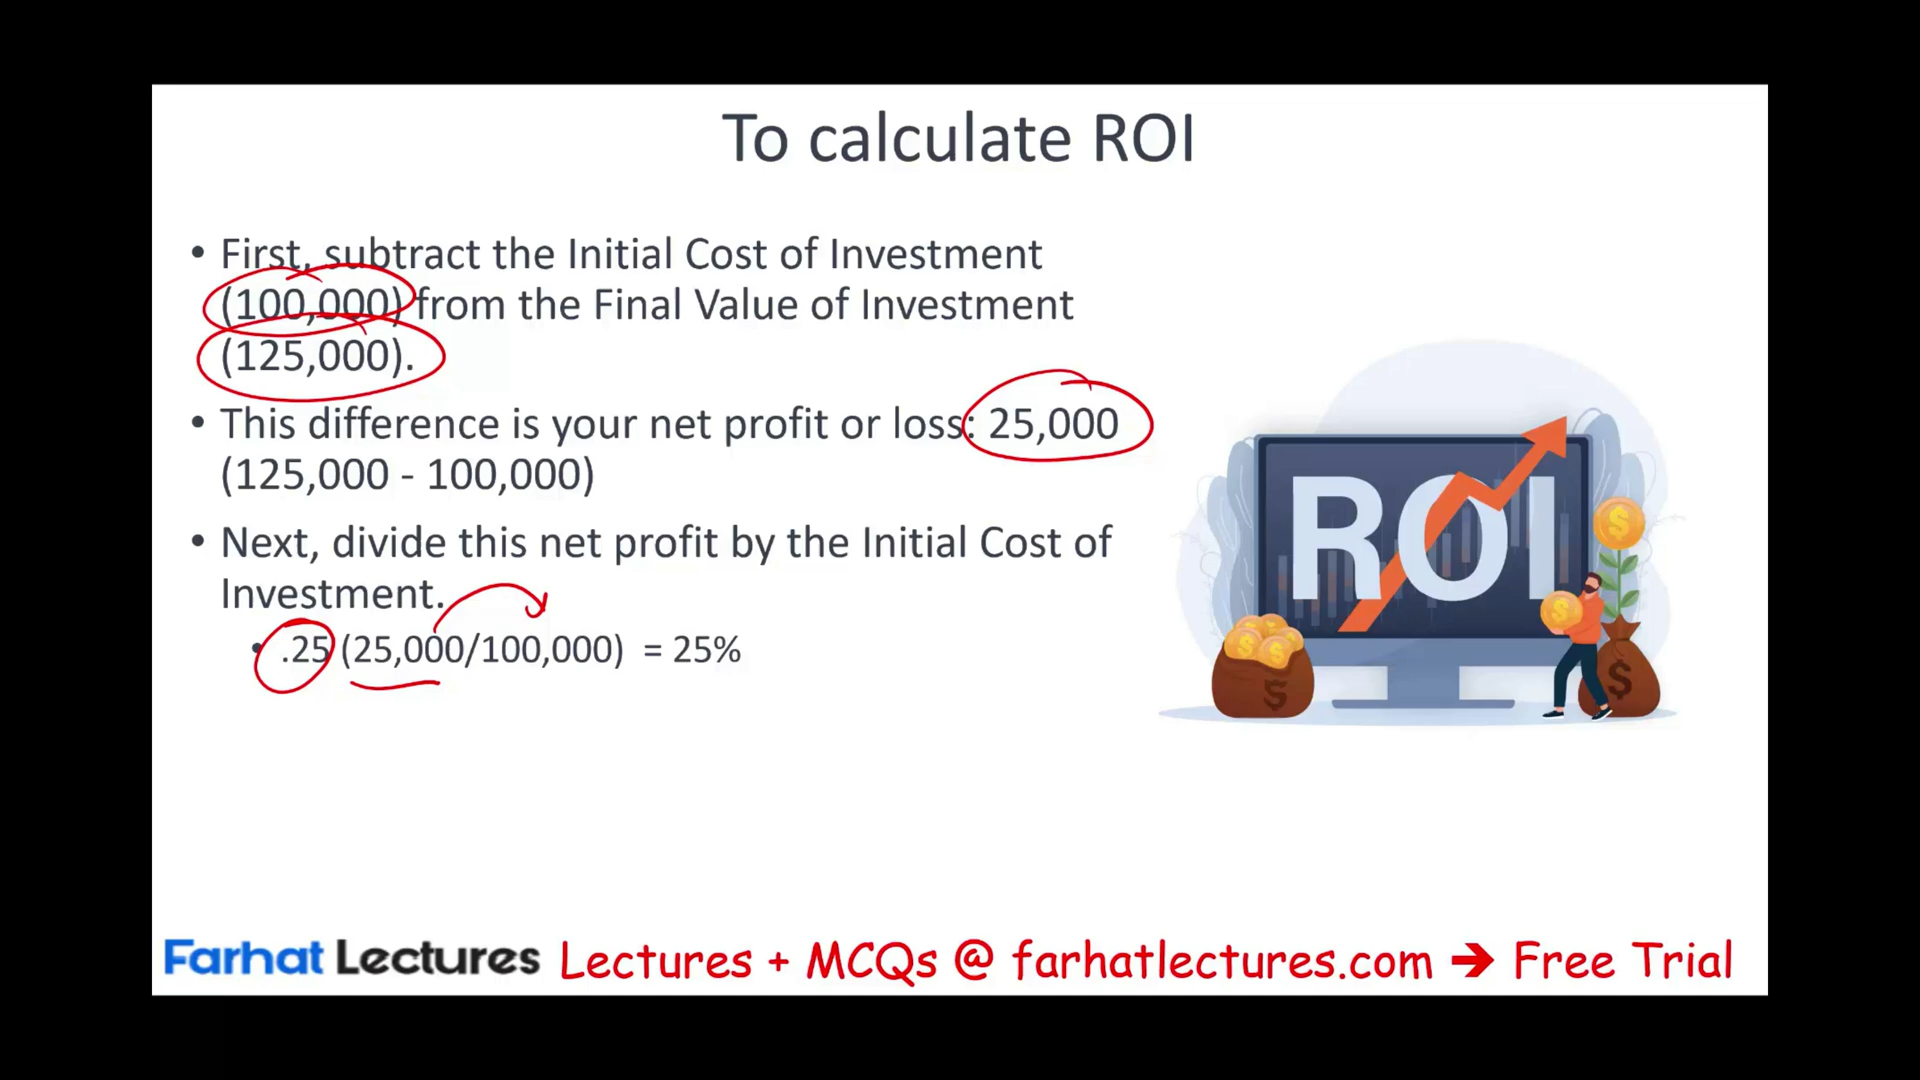 To calculate ROI
• First, subtract the Initial Cost of Investment
(100,000) from the Final Value of Investment
(125,000).
• This difference is your net profit or loss: 25,000
(125,000 - 100,000)
• Next, divide this net profit by the Initial Cost of
Investment.
• .25 (25,000/100,000) = 25%
ROI
$
$ $
$
$
$
Farhat Lectures Lectures + MCQs @ farhatlectures.com ➔ Free Trial